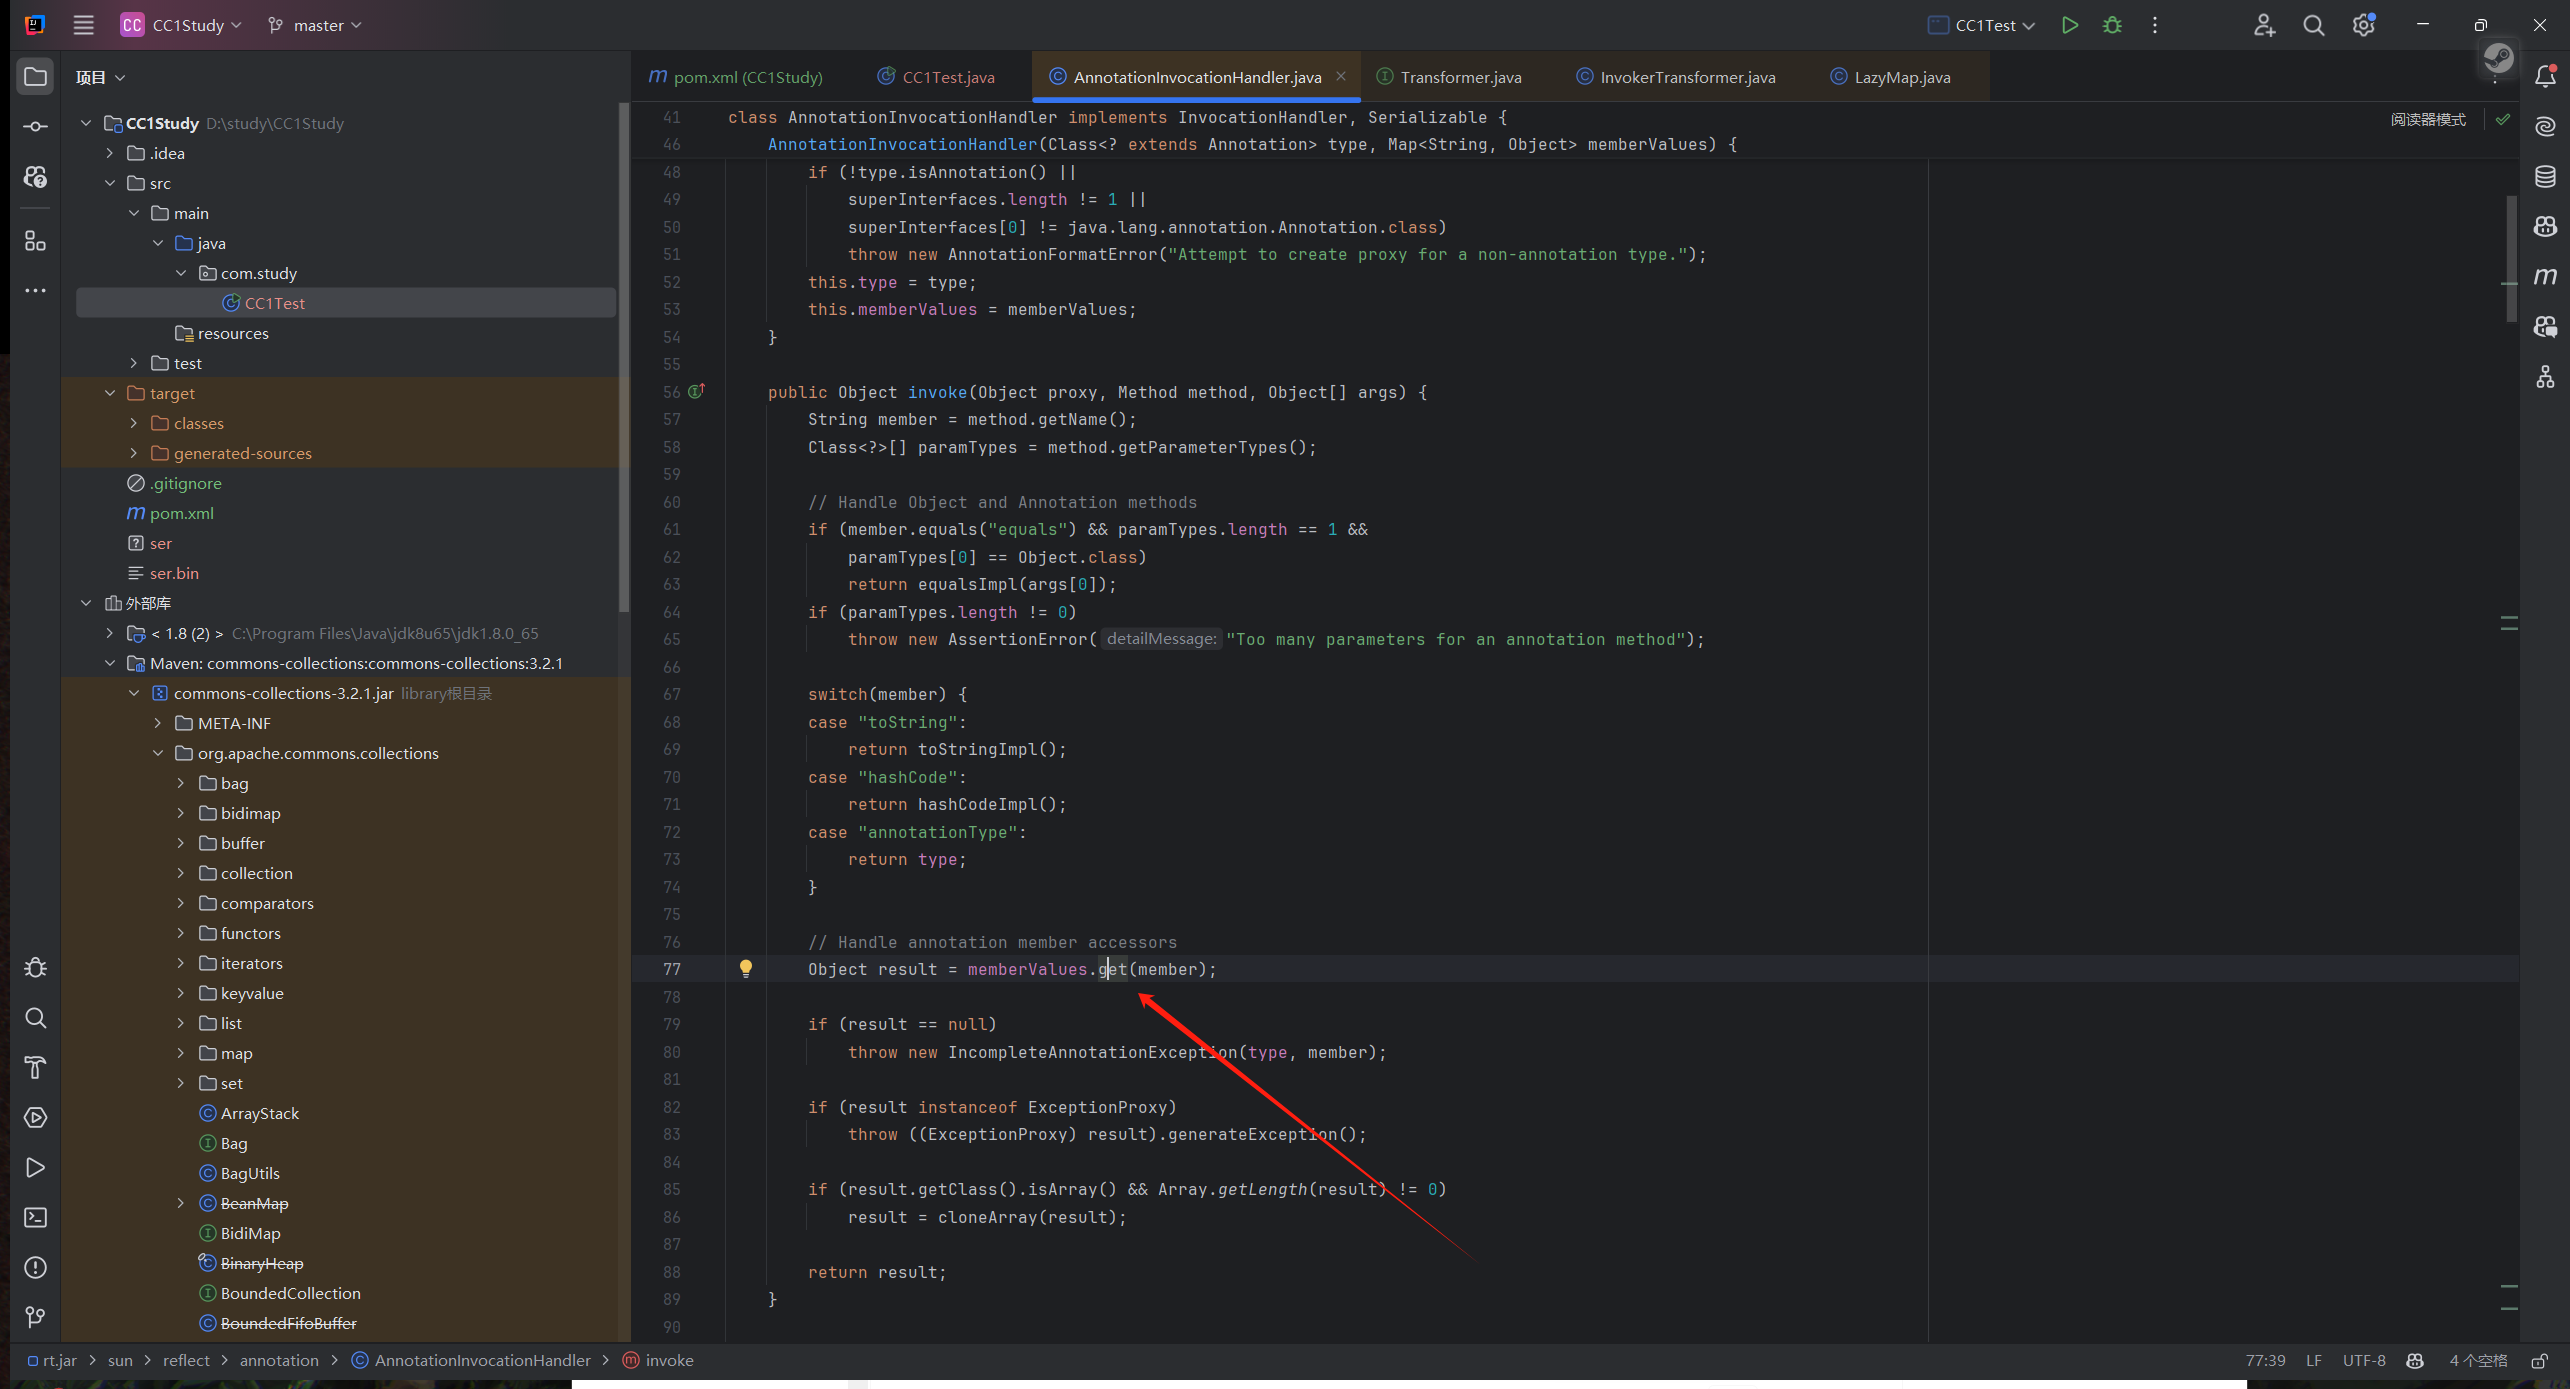 CC CC1Study master CC1Test
项目
CC1Study D:\study\CC1Study
.idea
src
main
java
com.study
CC1Test
resources
test
target
classes
generated-sources
.gitignore
pom.xml
ser
ser.bin
外部库
< 1.8 (2) > C:\Program Files\Java\jdk8u65\jdk1.8.0_65
Maven: commons-collections:commons-collections:3.2.1
commons-collections-3.2.1.jar library根目录
META-INF
org.apache.commons.collections
bag
bidimap
buffer
collection
comparators
functors
iterators
keyvalue
list
map
set
ArrayStack
Bag
BagUtils
BeanMap
BidiMap
BinaryHeap
BoundedCollection
BoundedFifoBuffer
pom.xml (CC1Study) CC1Test.java AnnotationInvocationHandler.java Transformer.java InvokerTransformer.java LazyMap.java
阅读器模式
41 class AnnotationInvocationHandler implements InvocationHandler, Serializable {
46 AnnotationInvocationHandler(Class<? extends Annotation> type, Map<String, Object> memberValues) {
48 if (!type.isAnnotation() ||
49 superInterfaces.length != 1 ||
50 superInterfaces[0] != java.lang.annotation.Annotation.class)
51 throw new AnnotationFormatError("Attempt to create proxy for a non-annotation type.");
52 this.type = type;
53 this.memberValues = memberValues;
54 }
55
56 public Object invoke(Object proxy, Method method, Object[] args) {
57 String member = method.getName();
58 Class<?>[] paramTypes = method.getParameterTypes();
59
60 // Handle Object and Annotation methods
61 if (member.equals("equals") && paramTypes.length == 1 &&
62 paramTypes[0] == Object.class)
63 return equalsImpl(args[0]);
64 if (paramTypes.length != 0)
65 throw new AssertionError( detailMessage: "Too many parameters for an annotation method");
66
67 switch(member) {
68 case "toString":
69 return toStringImpl();
70 case "hashCode":
71 return hashCodeImpl();
72 case "annotationType":
73 return type;
74 }
75
76 // Handle annotation member accessors
77 Object result = memberValues.get(member);
78
79 if (result == null)
80 throw new IncompleteAnnotationException(type, member);
81
82 if (result instanceof ExceptionProxy)
83 throw ((ExceptionProxy) result).generateException();
84
85 if (result.getClass().isArray() && Array.getLength(result) != 0)
86 result = cloneArray(result);
87
88 return result;
89 }
90
rt.jar > sun > reflect > annotation > AnnotationInvocationHandler > invoke
77:39 LF UTF-8 4 个空格